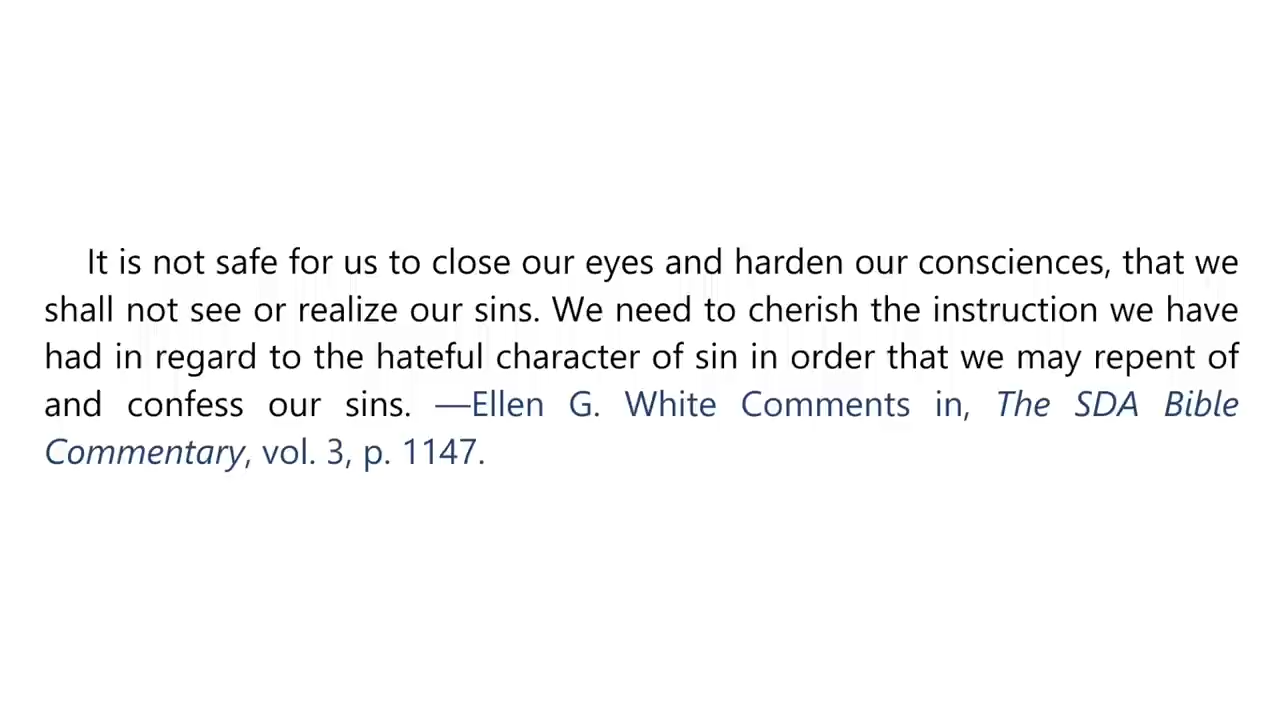 It is not safe for us to close our eyes and harden our consciences, that we
shall not see or realize our sins. We need to cherish the instruction we have
had in regard to the hateful character of sin in order that we may repent of
and confess our sins. —Ellen G. White Comments in, The SDA Bible
Commentary, vol. 3, p. 1147.